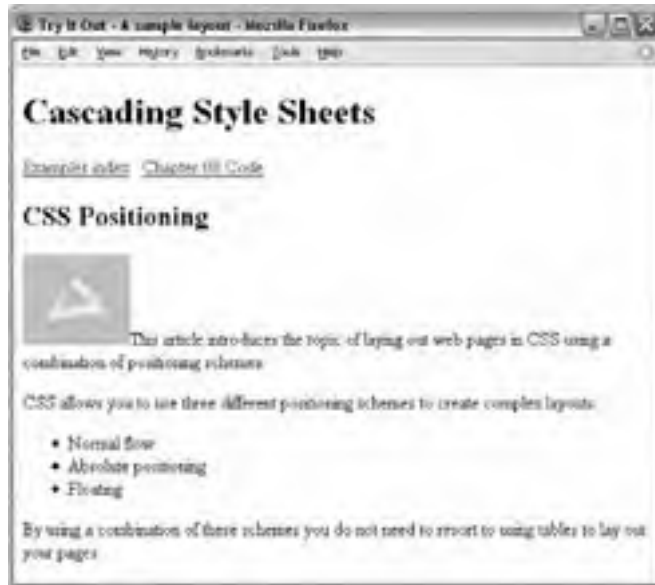 Try It Out - A sample layout - Mozilla Firefox
File Edit View History Bookmarks Tools Help
Cascading Style Sheets
Examples index Chapter 08 Code
CSS Positioning
This article introduces the topic of laying out web pages in CSS using a
combination of positioning schemes
CSS allows you to use three different positioning schemes to create complex layouts:
• Normal flow
• Absolute positioning
• Floating
By using a combination of these schemes you do not need to resort to using tables to lay out
your pages